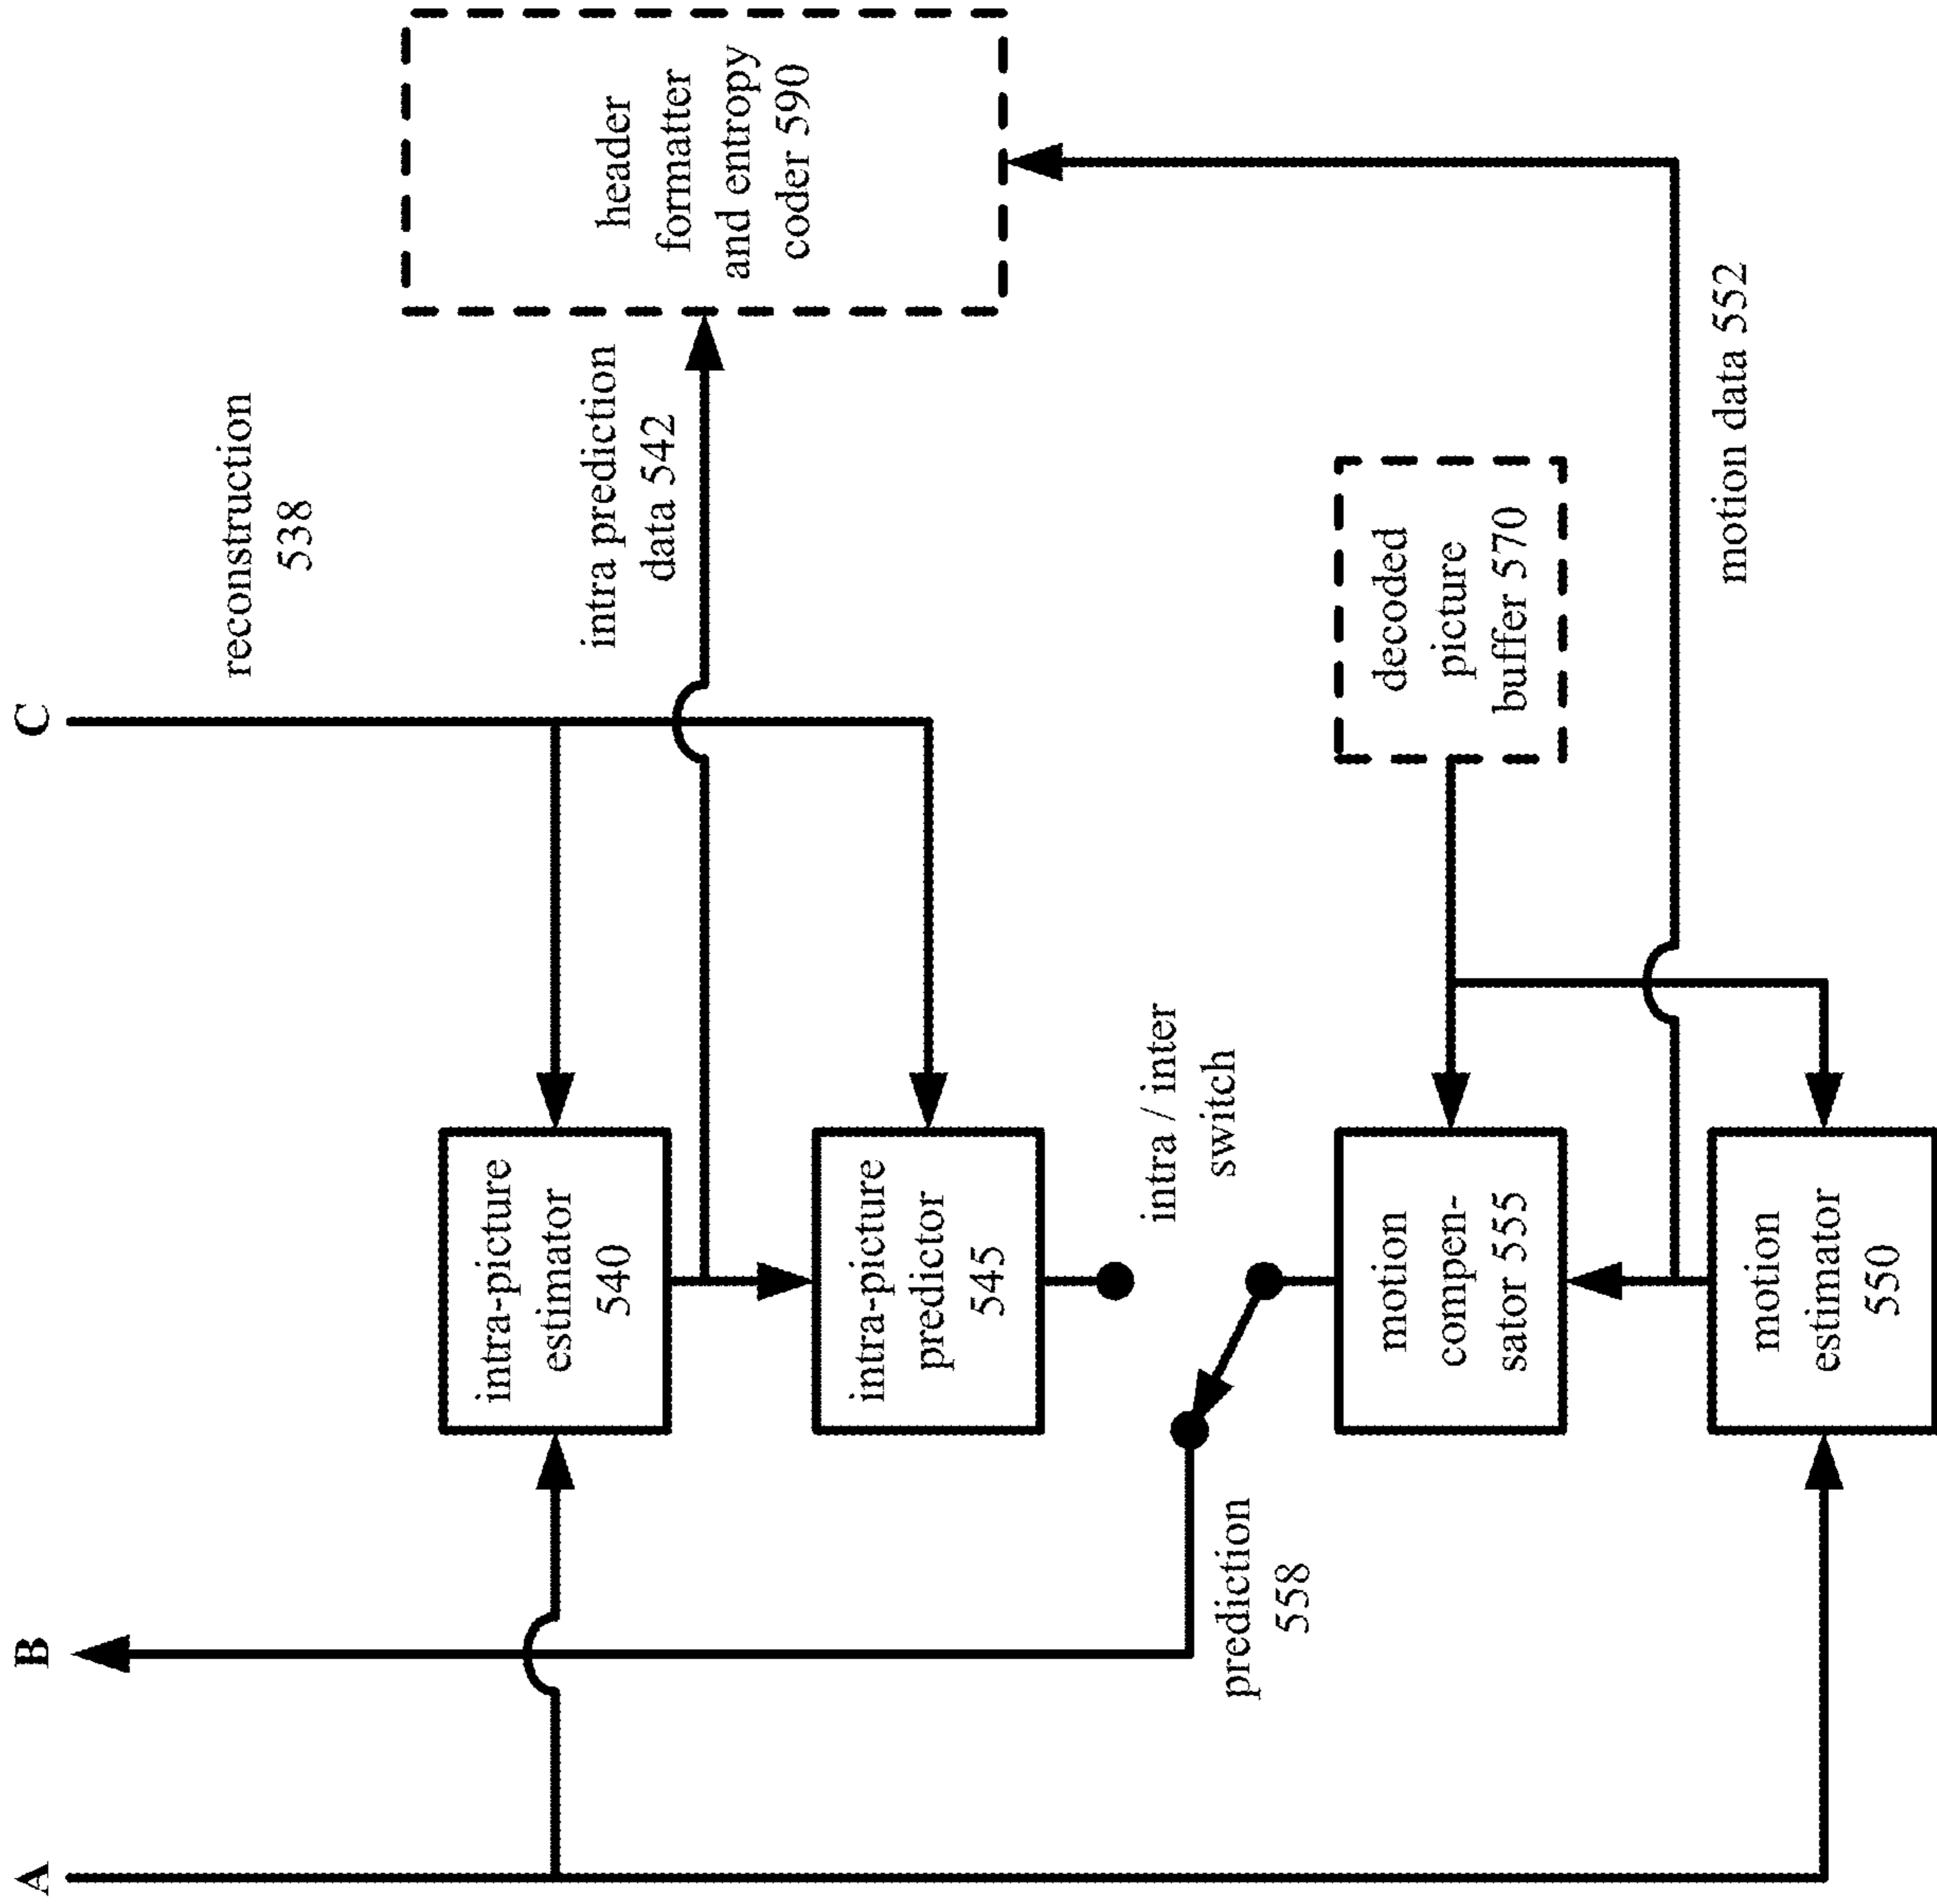 A
B
C
reconstruction
538
header
formatter
and entropy
coder 590
intra prediction
data 542
intra-picture
estimator
540
intra-picture
predictor
545
intra / inter
switch
prediction
558
decoded
picture
buffer 570
motion
compen-
sator 555
motion data 552
motion
estimator
550